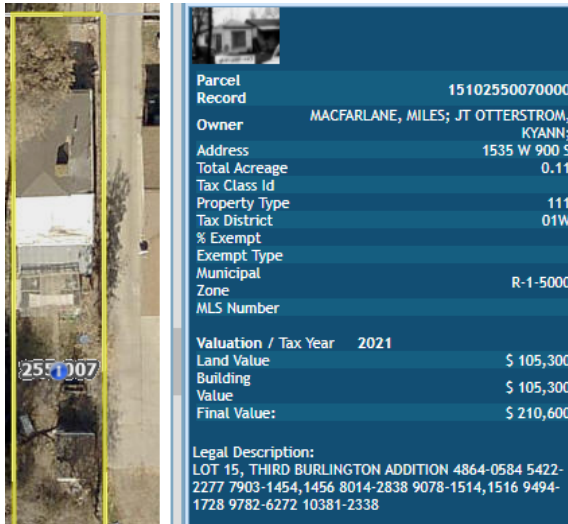 255 007
Parcel
Record 15102550070000
Owner MACFARLANE, MILES; JT OTTERSTROM,
KYANN;
Address 1535 W 900 S
Total Acreage 0.11
Tax Class Id
Property Type 111
Tax District 01W
% Exempt
Exempt Type
Municipal
Zone R-1-5000
MLS Number
Valuation / Tax Year 2021
Land Value $ 105,300
Building
Value $ 105,300
Final Value: $ 210,600
Legal Description:
LOT 15, THIRD BURLINGTON ADDITION 4864-0584 5422-
2277 7903-1454,1456 8014-2838 9078-1514,1516 9494-
1728 9782-6272 10381-2338